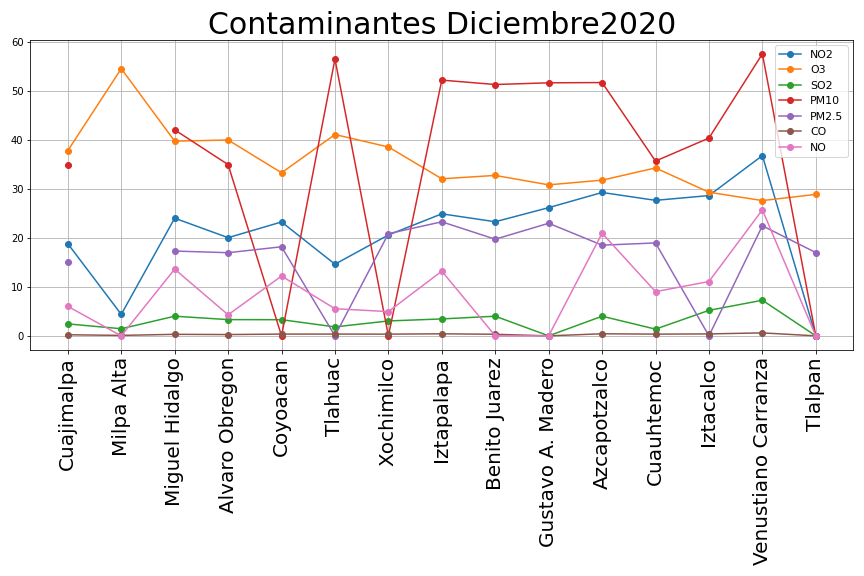 Contaminantes Diciembre2020
60
50
40
30
20
10
0
NO2
O3
SO2
PM10
PM2.5
CO
NO
Cuajimalpa
Milpa Alta
Miguel Hidalgo
Alvaro Obregon
Coyoacan
Tlahuac
Xochimilco
Iztapalapa
Benito Juarez
Gustavo A. Madero
Azcapotzalco
Cuauhtemoc
Iztacalco
Venustiano Carranza
Tlalpan